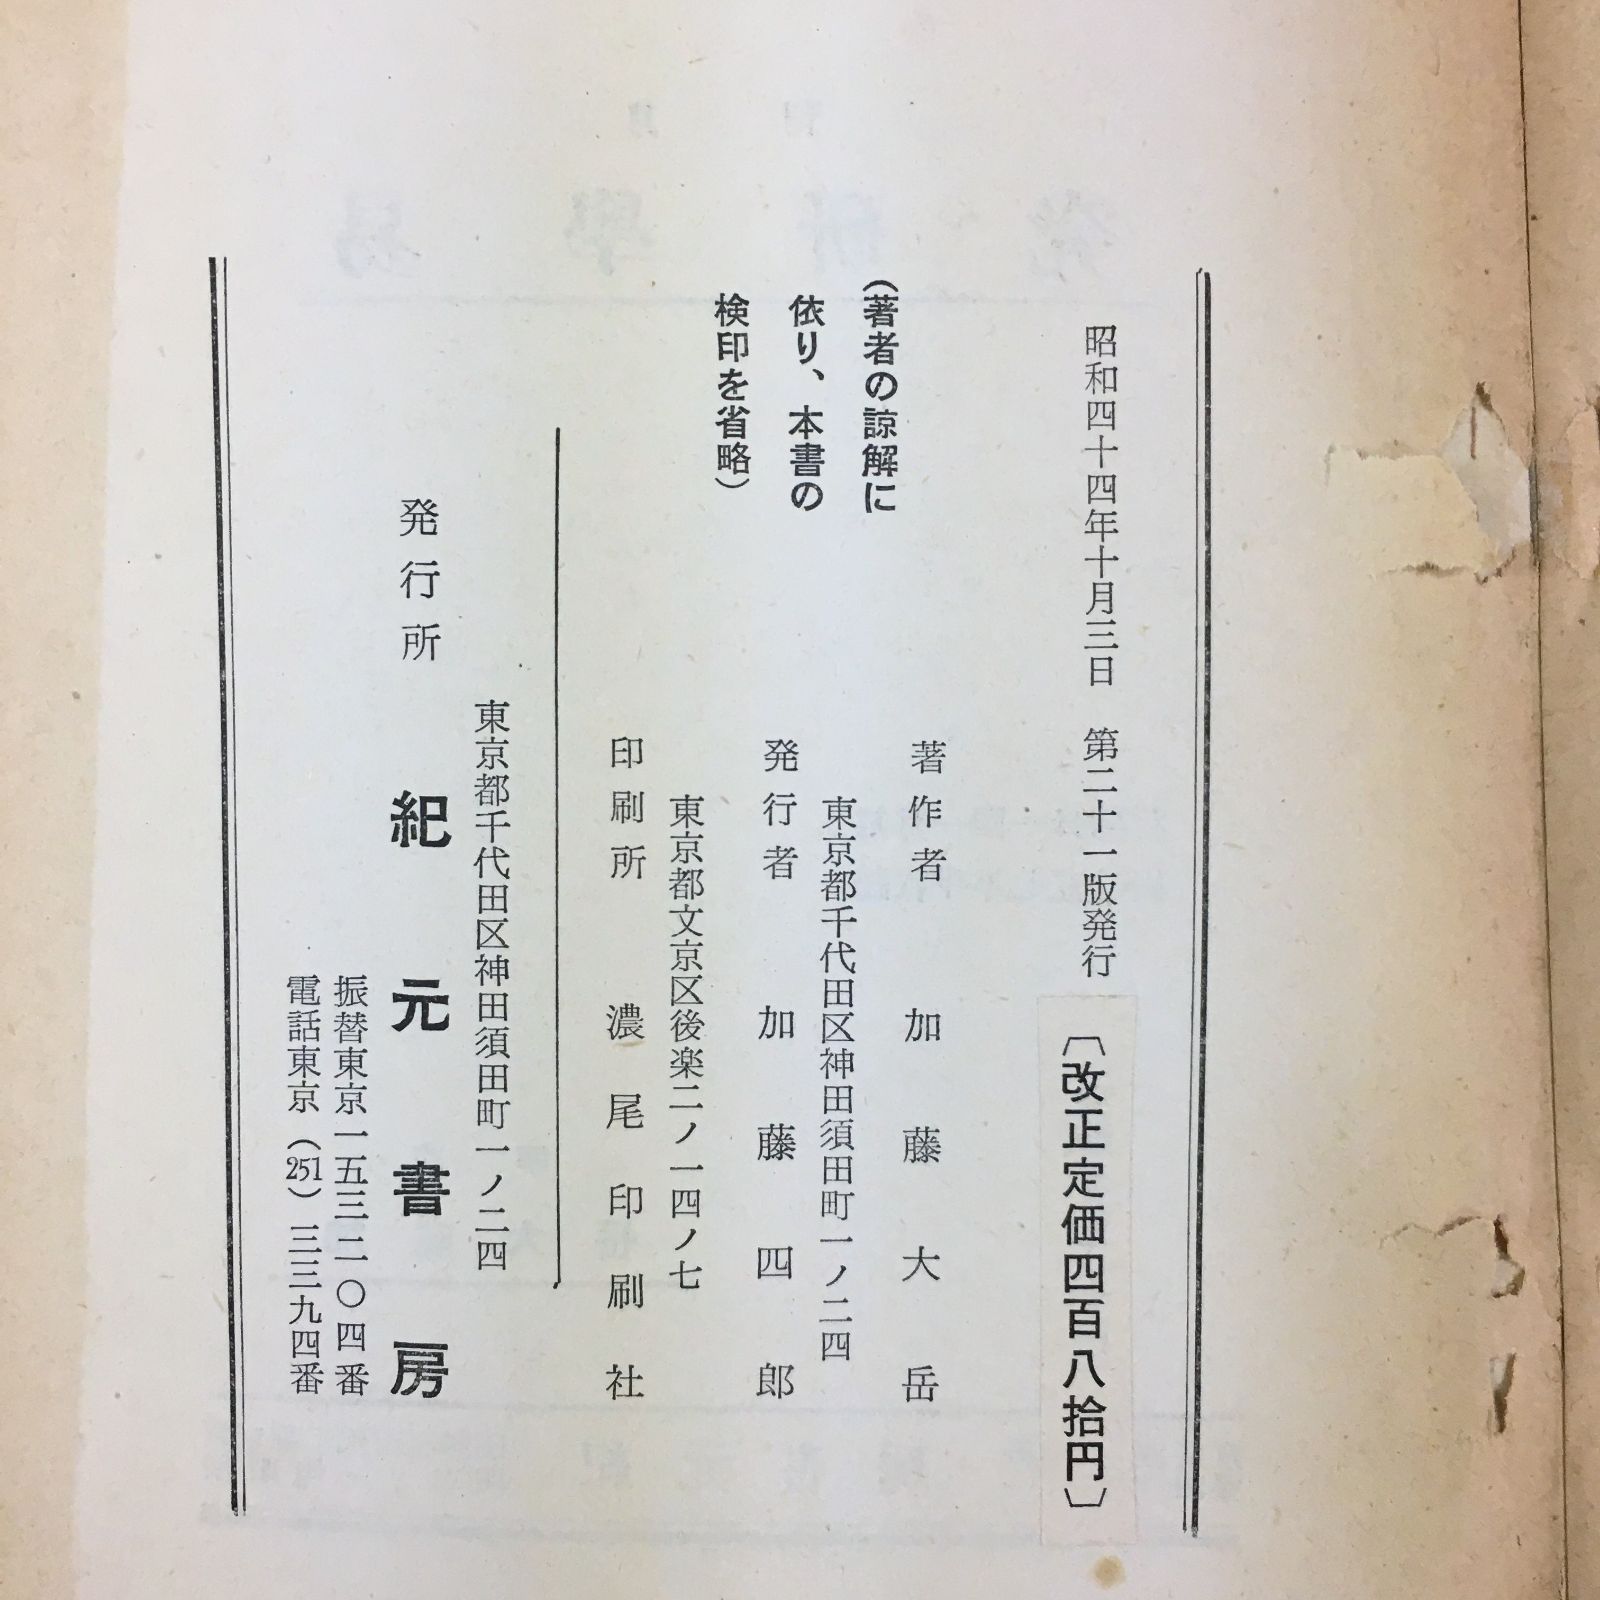 昭和四十四年十月三日　第二十一版発行
〔改正定価四百八拾円〕
（著者の諒解に
依り、本書の
検印を省略）
著作者　加藤大岳
東京都千代田区神田須田町一ノ二四
発行者　加藤四郎
東京都文京区後楽二ノ一四ノ七
印刷所　濃尾印刷社
東京都千代田区神田須田町一ノ二四
発行所　紀元書房
振替東京一五三二〇四番
電話東京（251）三三九四番